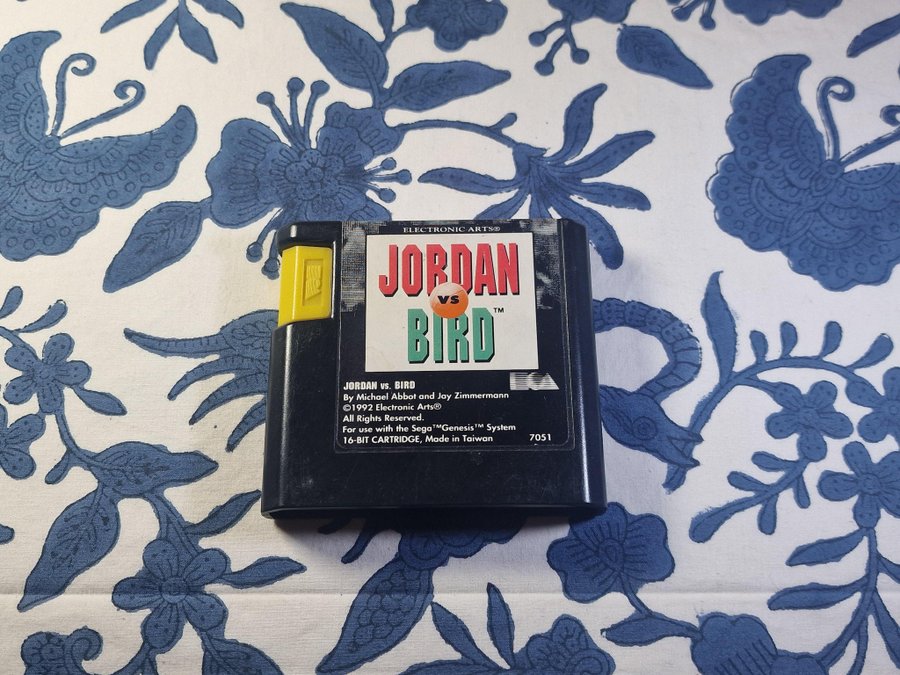 ELECTRONIC ARTS®
JORDAN
VS
BIRD™
EA
JORDAN vs. BIRD
By Michael Abbot and Jay Zimmermann
©1992 Electronic Arts®
All Rights Reserved.
For use with the Sega™Genesis™ System
16-BIT CARTRIDGE, Made in Taiwan 7051